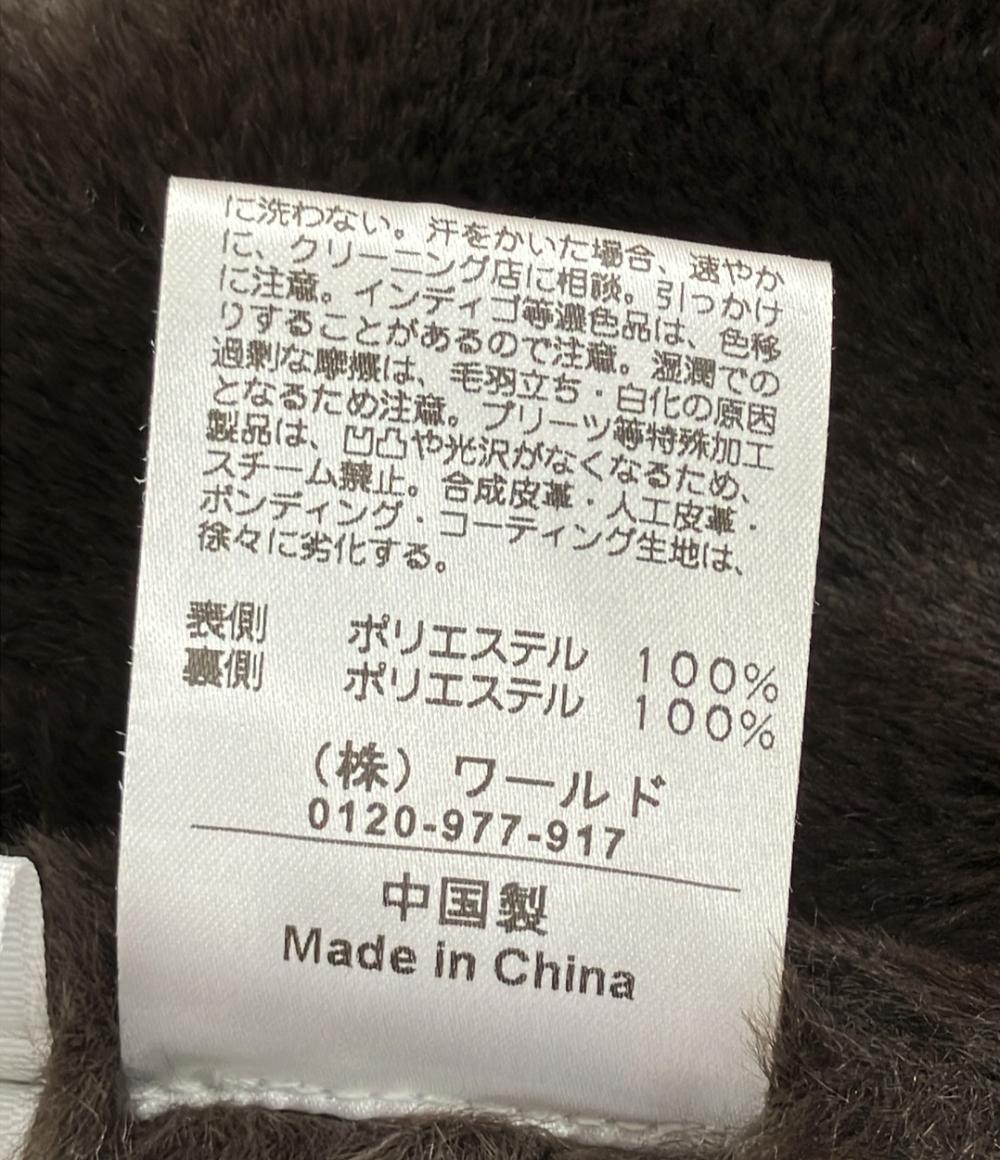 に洗わない。汗をかいた場合、速やか
に、クリーニング店に相談。引っかけ
に注意。インディゴ等濃色品は、色移
りすることがあるので注意。湿潤での
過剰な摩擦は、毛羽立ち・白化の原因
となるため注意。プリーツ等特殊加工
製品は、凹凸や光沢がなくなるため、
スチーム禁止。合成皮革・人工皮革・
ボンディング・コーティング生地は、
徐々に劣化する。
表側 ポリエステル 100%
裏側 ポリエステル 100%
(株) ワールド
0120-977-917
中国製
Made in China